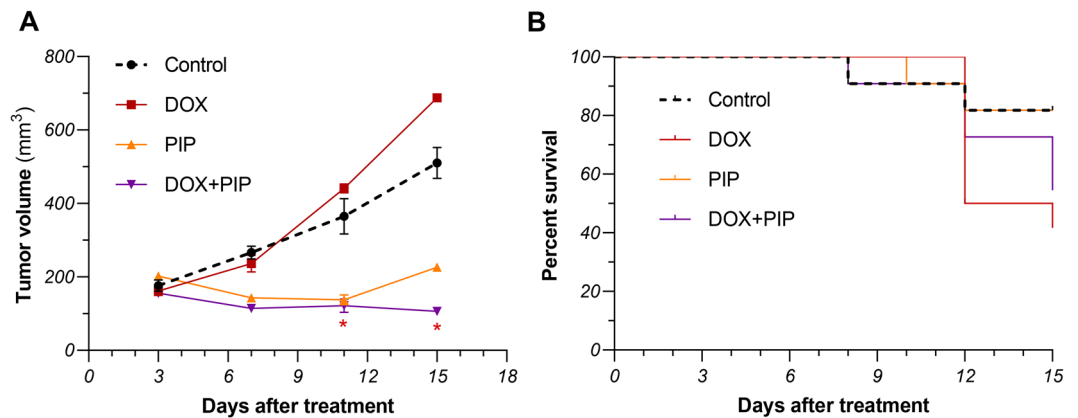 A
Tumor volume (mm3)
800
600
400
200
0
Control
DOX
PIP
DOX+PIP
*
*
0
3
6
9
12
15
18
Days after treatment
B
Percent survival
100
80
60
40
20
0
Control
DOX
PIP
DOX+PIP
0
3
6
9
12
15
Days after treatment